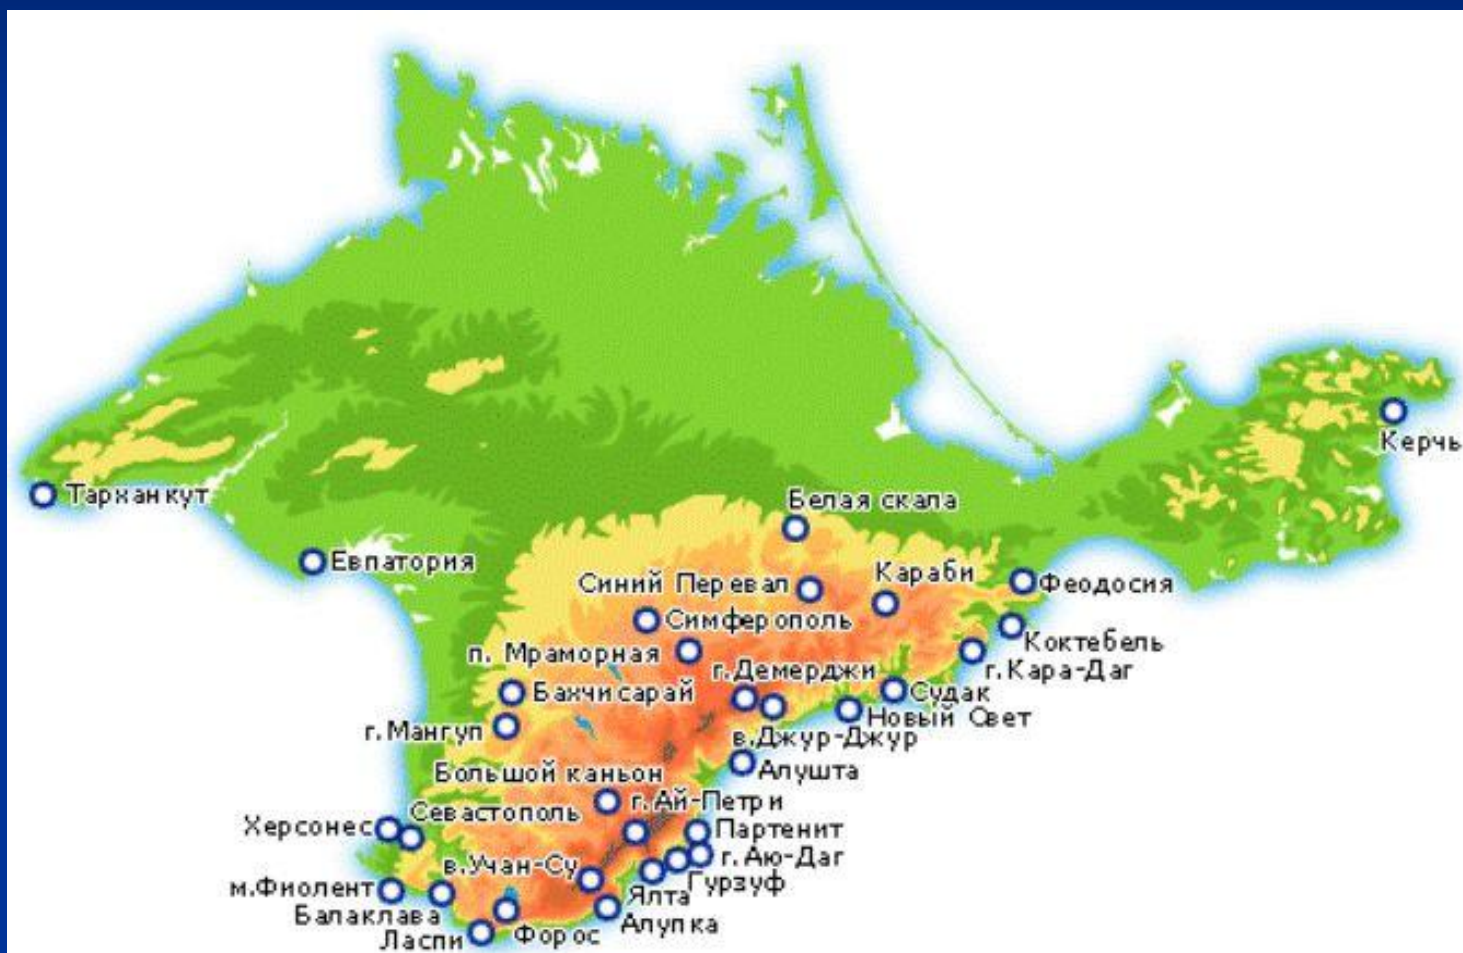 Керчь
Тарханкут
Белая скала
Евпатория
Синий Перевал
Караби
Феодосия
Симферополь
Коктебель
п. Мраморная
г.Демерджи
г.Кара-Даг
Бахчисарай
Судак
Новый Свет
г.Мангуп
в.Джур-Джур
Большой каньон
Алушта
г.Ай-Петри
Севастополь
Херсонес
Партенит
г.Аю-Даг
в.Учан-Су
Гурзуф
м.Фиолент
Ялта
Балаклава
Алупка
Ласпи
Форос